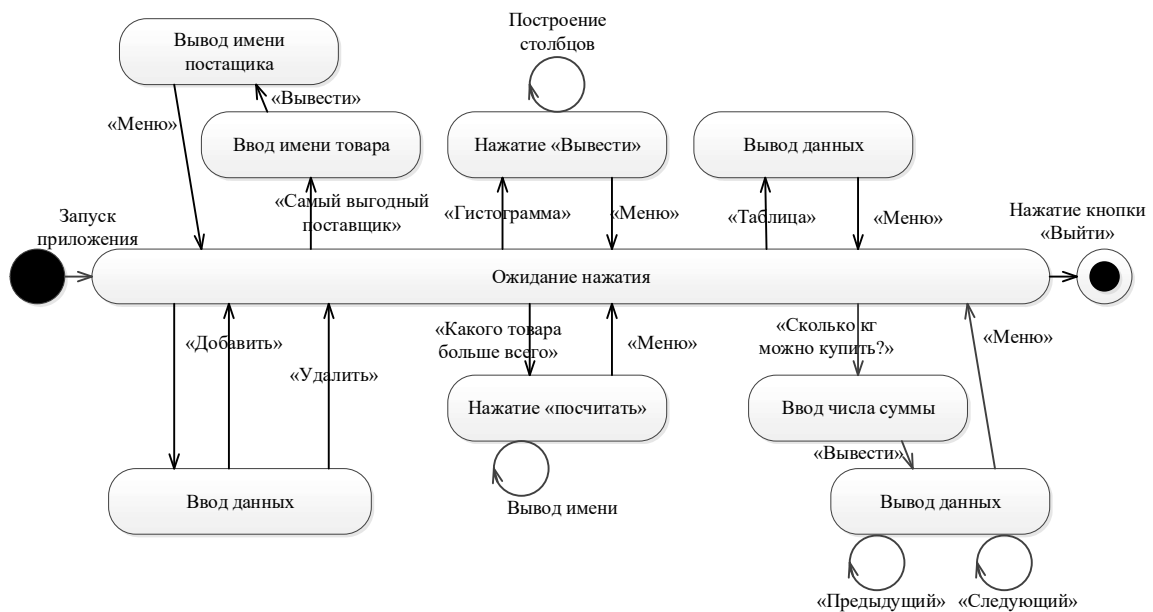 Построение
столбцов
Вывод имени
постащика
«Вывести»
«Меню»
Ввод имени товара
Нажатие «Вывести»
Вывод данных
«Самый выгодный
поставщик»
«Гистограмма»
«Меню»
«Таблица»
«Меню»
Запуск
приложения
Нажатие кнопки
«Выйти»
Ожидание нажатия
«Добавить»
«Удалить»
«Какого товара
больше всего»
«Меню»
«Сколько кг
можно купить?»
«Меню»
Нажатие «посчитать»
Ввод числа суммы
«Вывести»
Ввод данных
Вывод имени
Вывод данных
«Предыдущий»
«Следующий»